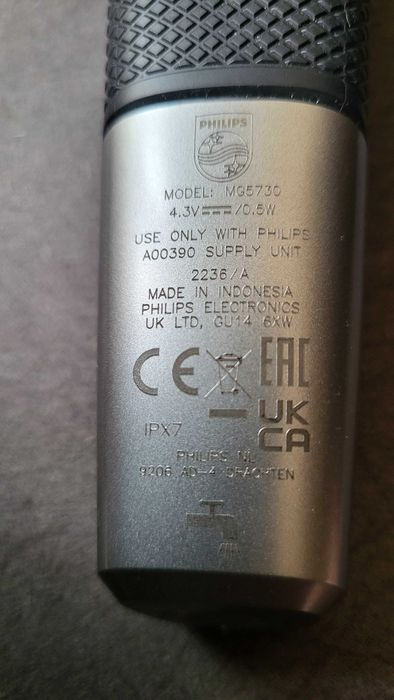 PHILIPS
MODEL: MG5730
4.3V⎓/0.5W
USE ONLY WITH PHILIPS
A00390 SUPPLY UNIT
2236/A
MADE IN INDONESIA
PHILIPS ELECTRONICS
UK LTD, GU14 6XW
CE EAC
IPX7 UK
CA
PHILIPS NL
9206 AD-4 DRACHTEN